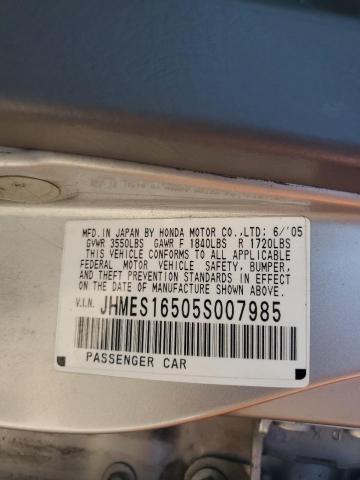 MFD.IN JAPAN BY HONDA MOTOR CO.,LTD: 6/'05
GVWR 3550LBS GAWR F 1840LBS R 1720LBS
THIS VEHICLE CONFORMS TO ALL APPLICABLE
FEDERAL MOTOR VEHICLE SAFETY, BUMPER,
AND THEFT PREVENTION STANDARDS IN EFFECT
ON THE DATE OF MANUFACTURE SHOWN ABOVE.
V.I.N. JHMES16505S007985
PASSENGER CAR